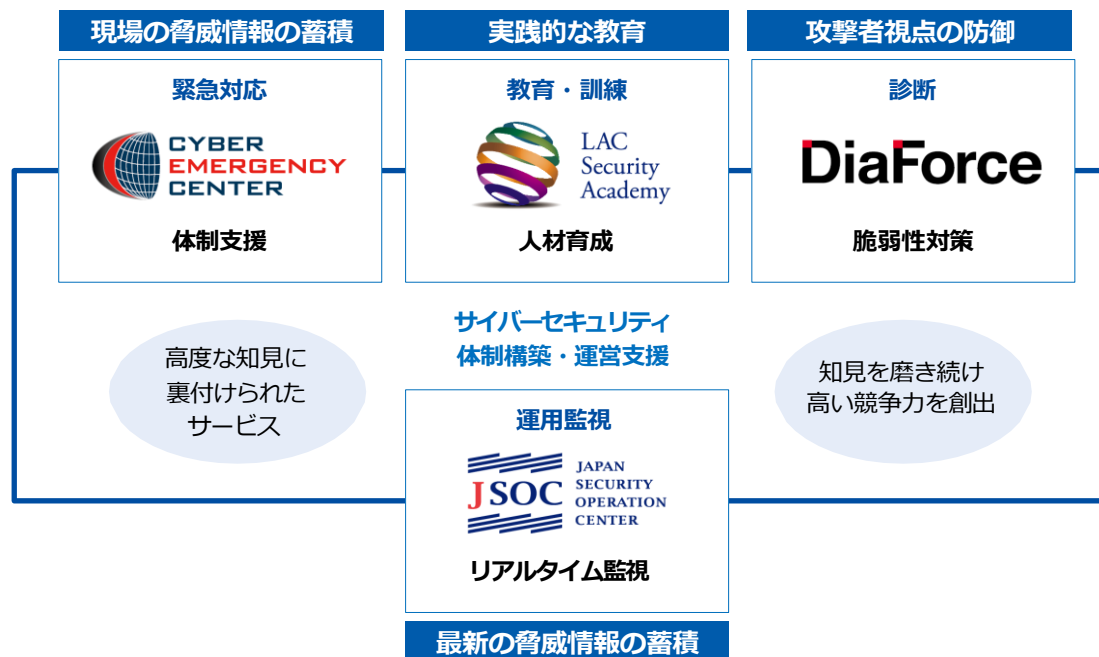 現場の脅威情報の蓄積
緊急対応
CYBER
EMERGENCY
CENTER
体制支援
実践的な教育
教育・訓練
LAC
Security
Academy
人材育成
攻撃者視点の防御
診断
DiaForce
脆弱性対策
サイバーセキュリティ
体制構築・運営支援
高度な知見に
裏付けられた
サービス
知見を磨き続け
高い競争力を創出
運用監視
JSOC
JAPAN
SECURITY
OPERATION
CENTER
リアルタイム監視
最新の脅威情報の蓄積